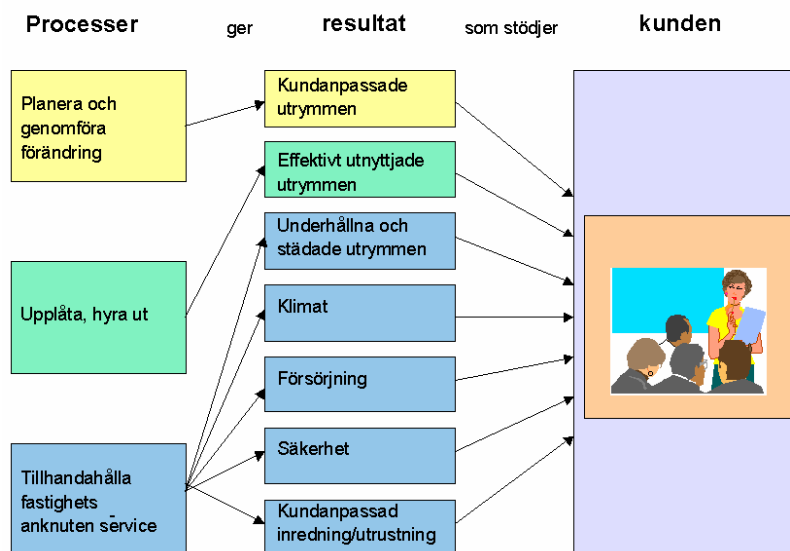 Processer ger resultat som stödjer kunden
Planera och
genomföra
förändring
Upplåta, hyra ut
Tillhandahålla
fastighets
anknuten service
Kundanpassade
utrymmen
Effektivt utnyttjade
utrymmen
Underhållna och
städade utrymmen
Klimat
Försörjning
Säkerhet
Kundanpassad
inredning/utrustning